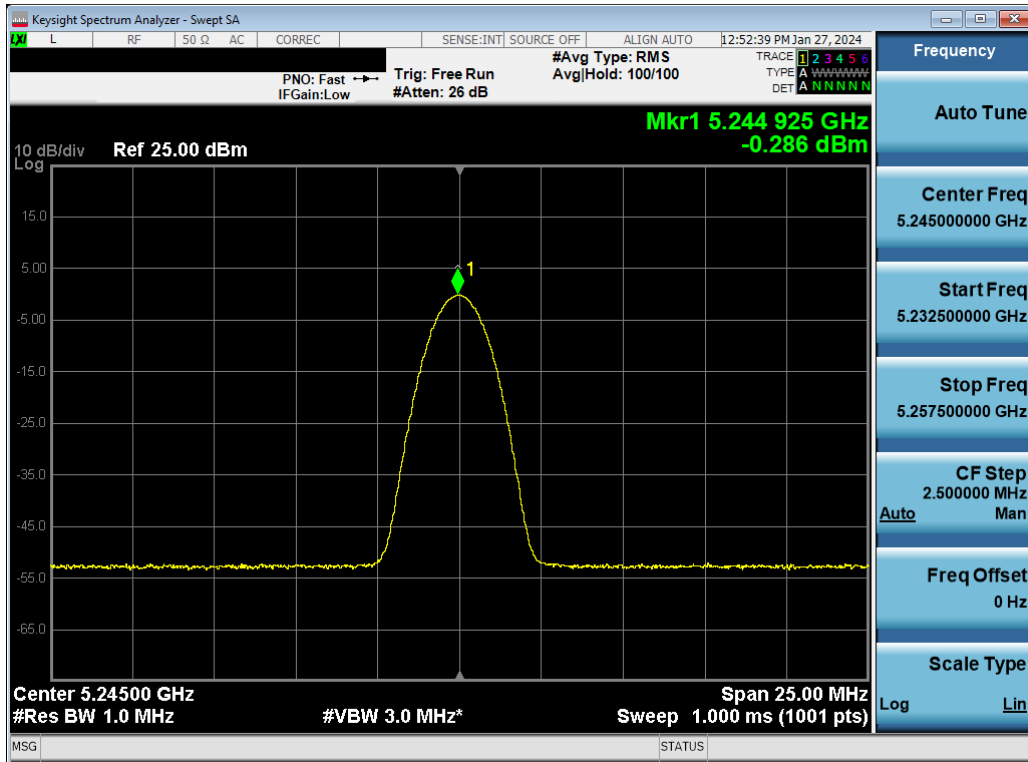 Keysight Spectrum Analyzer - Swept SA
LXI L RF 50 Ω AC CORREC SENSE:INT SOURCE OFF ALIGN AUTO 12:52:39 PM Jan 27, 2024
PNO: Fast
IFGain:Low
Trig: Free Run
#Atten: 26 dB
#Avg Type: RMS
Avg|Hold: 100/100
TRACE 1 2 3 4 5 6
TYPE A WWWWW
DET A N N N N N
Mkr1 5.244 925 GHz
-0.286 dBm
10 dB/div Ref 25.00 dBm
Log
15.0
5.00
-5.00
-15.0
-25.0
-35.0
-45.0
-55.0
-65.0
1
Center 5.24500 GHz Span 25.00 MHz
#Res BW 1.0 MHz #VBW 3.0 MHz* Sweep 1.000 ms (1001 pts)
MSG STATUS
Frequency
Auto Tune
Center Freq
5.245000000 GHz
Start Freq
5.232500000 GHz
Stop Freq
5.257500000 GHz
CF Step
2.500000 MHz
Auto Man
Freq Offset
0 Hz
Scale Type
Log Lin